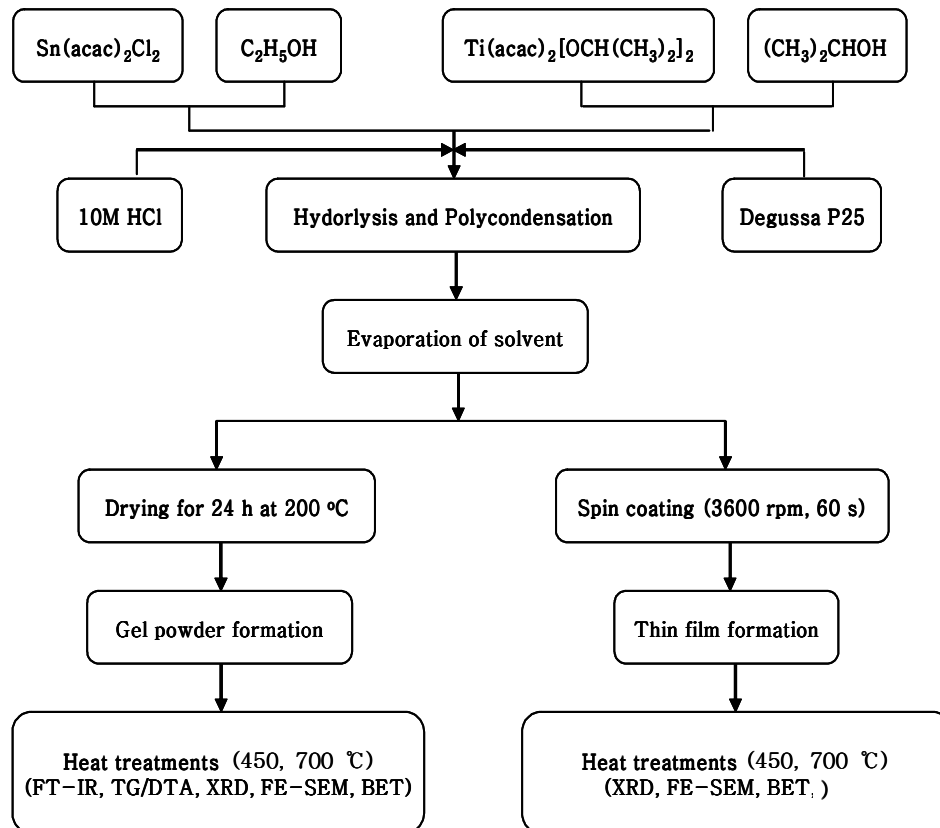 Sn(acac)₂Cl₂
C₂H₅OH
Ti(acac)₂[OCH(CH₃)₂]₂
(CH₃)₂CHOH
10M HCl
Hydorlysis and Polycondensation
Degussa P25
Evaporation of solvent
Drying for 24 h at 200 ºC
Spin coating (3600 rpm, 60 s)
Gel powder formation
Thin film formation
Heat treatments (450, 700 ℃)
(FT-IR, TG/DTA, XRD, FE-SEM, BET)
Heat treatments (450, 700 ℃)
(XRD, FE-SEM, BET, )